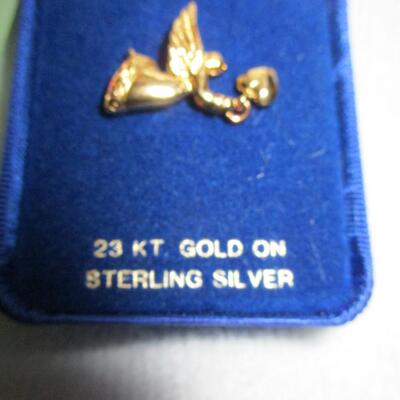 23 KT. GOLD ON
STERLING SILVER